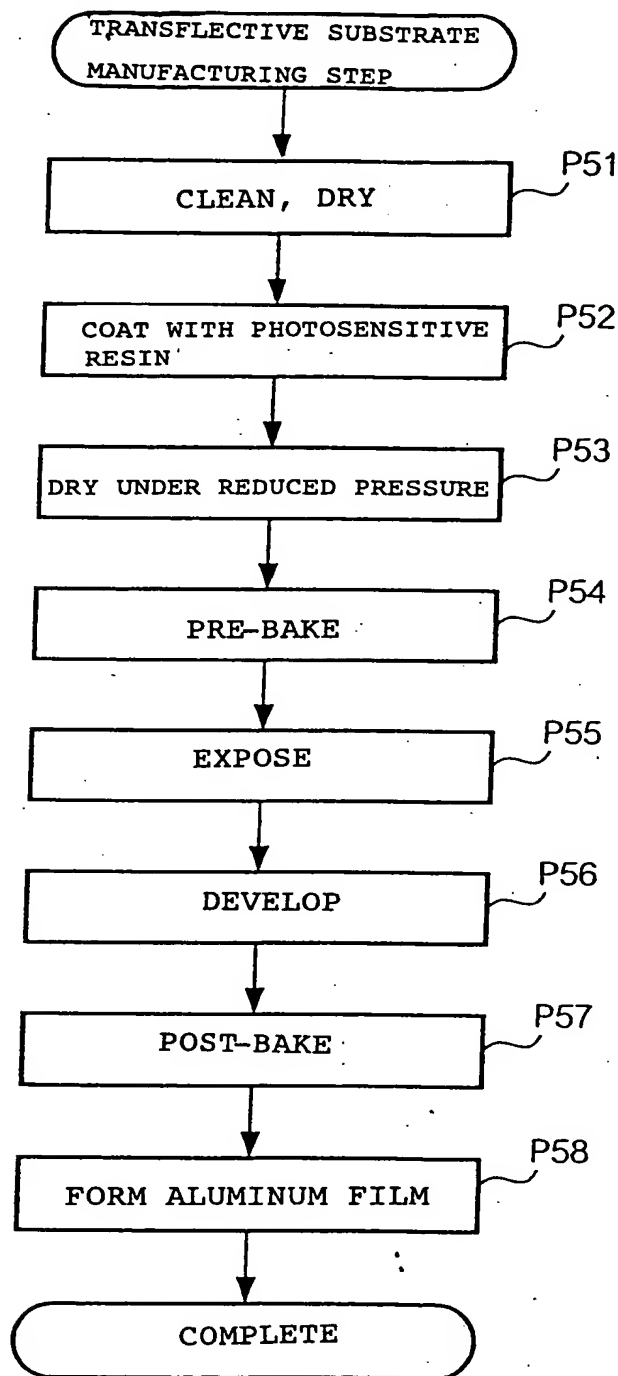 TRANSFLECTIVE SUBSTRATE
MANUFACTURING STEP
P51
CLEAN, DRY
P52
COAT WITH PHOTOSENSITIVE
RESIN
P53
DRY UNDER REDUCED PRESSURE
P54
PRE-BAKE
P55
EXPOSE
P56
DEVELOP
P57
POST-BAKE
P58
FORM ALUMINUM FILM
COMPLETE